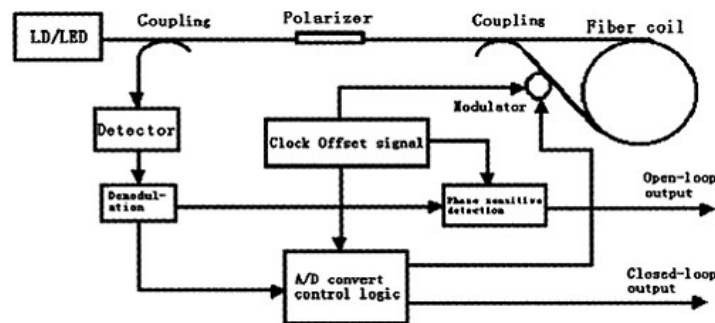 Coupling
Polarizer
Coupling
Fiber coil
LD/LED
Modulator
Detector
Clock Offset signal
Demodul-
ation
Phase sensitive
detection
Open-loop
output
A/D convert
control logic
Closed-loop
output